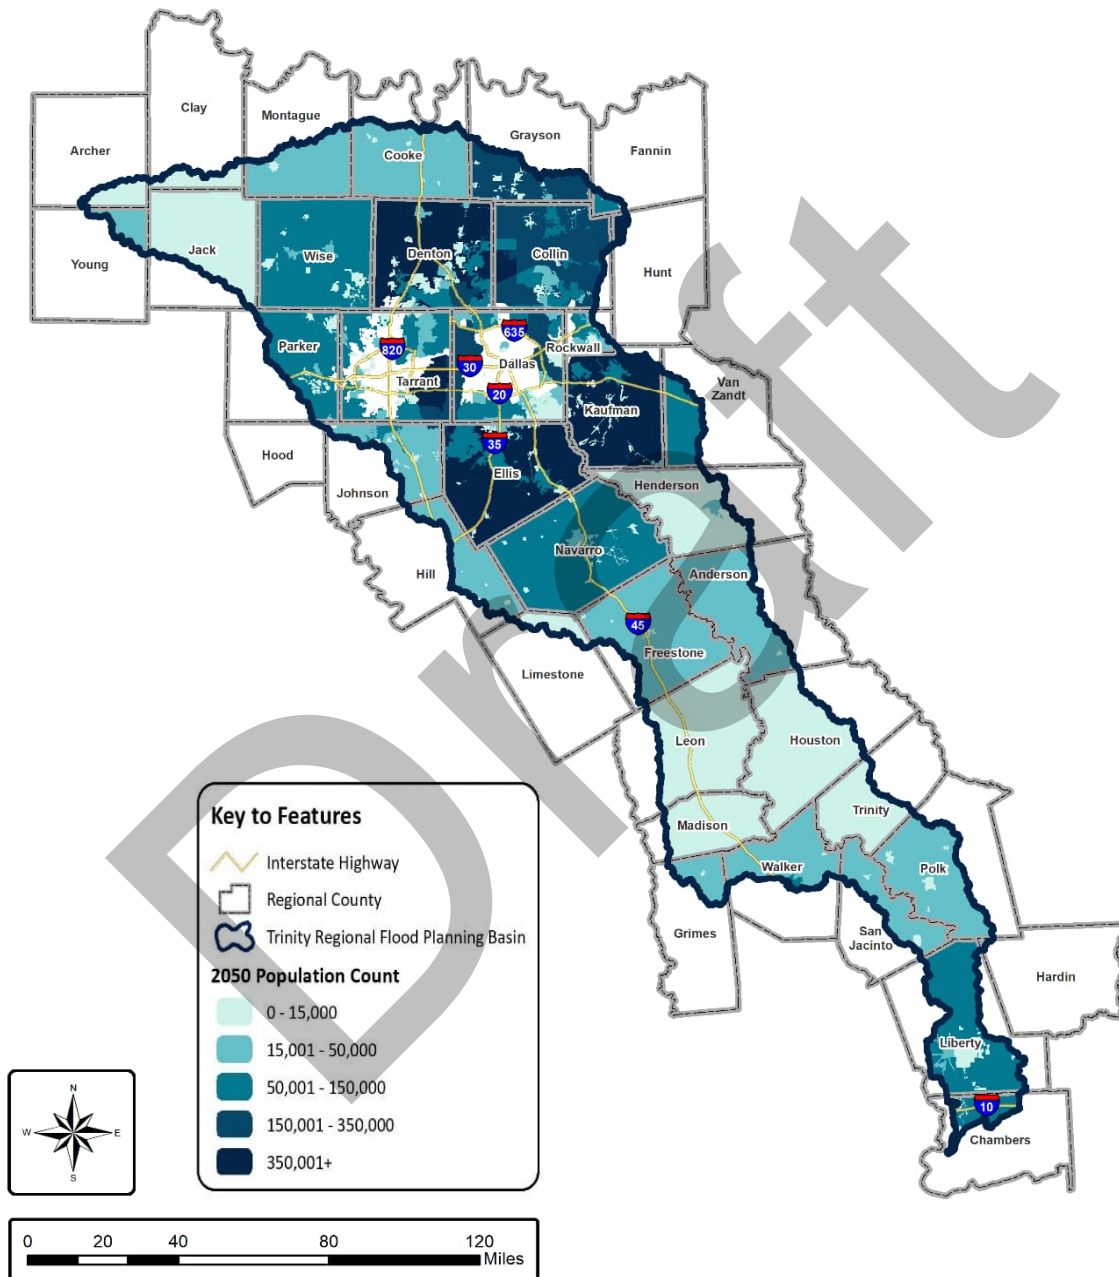 Clay
Montague
Grayson
Archer
Cooke
Fannin
Young
Jack
Wise
Denton
Collin
Hunt
635
Parker
820
Rockwall
Dallas
30
Tarrant
Van
Zandt
20
Kaufman
35
Hood
Ellis
Henderson
Johnson
Navarro
Hill
Anderson
45
Freestone
Limestone
Leon
Houston
Trinity
Madison
Walker
Polk
Grimes
San
Jacinto
Hardin
Liberty
10
Chambers
Draft
Key to Features
Interstate Highway
Regional County
Trinity Regional Flood Planning Basin
2050 Population Count
0 - 15,000
15,001 - 50,000
50,001 - 150,000
150,001 - 350,000
350,001+
N
W E
S
0 20 40 80 120
Miles